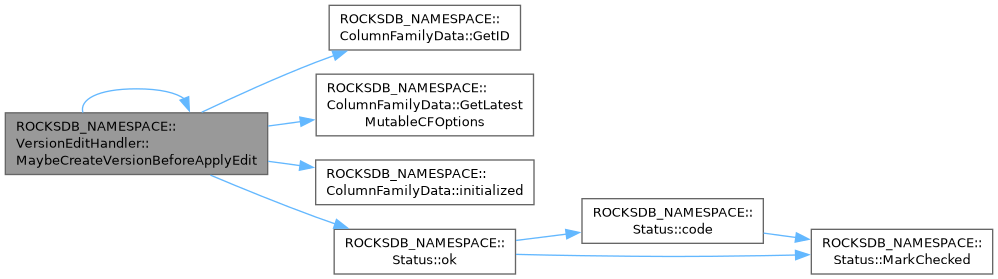 ROCKSDB_NAMESPACE::
VersionEditHandler::
MaybeCreateVersionBeforeApplyEdit
ROCKSDB_NAMESPACE::
ColumnFamilyData::GetID
ROCKSDB_NAMESPACE::
ColumnFamilyData::GetLatest
MutableCFOptions
ROCKSDB_NAMESPACE::
ColumnFamilyData::initialized
ROCKSDB_NAMESPACE::
Status::ok
ROCKSDB_NAMESPACE::
Status::code
ROCKSDB_NAMESPACE::
Status::MarkChecked